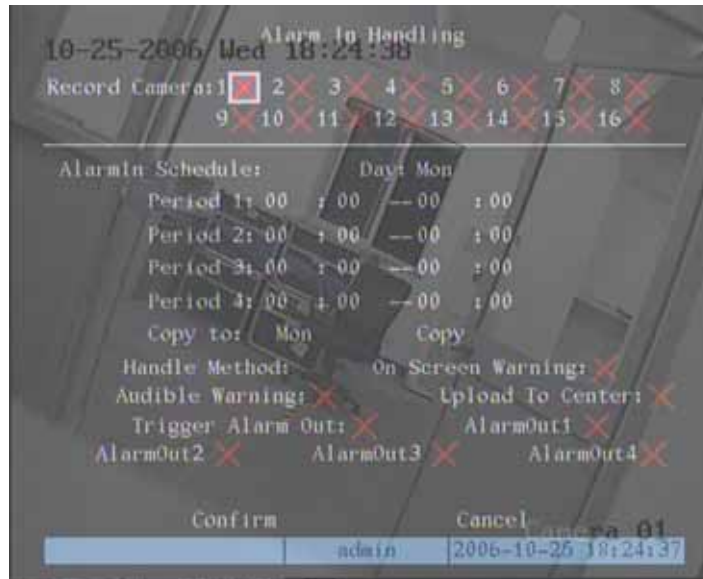 Alarm In Handling
10-25-2006 Wed 18:24:38
Record Camera:1 2 3 4 5 6 7 8
9 10 11 12 13 14 15 16
Alarmin Schedule: Day: Mon
Period 1: 00 : 00 --00 : 00
Period 2: 00 : 00 --00 : 00
Period 3: 00 : 00 --00 : 00
Period 4: 00 : 00 --00 : 00
Copy to: Mon Copy
Handle Method: On Screen Warning:
Audible Warning: Upload To Center:
Trigger Alarm Out: AlarmOut1
AlarmOut2 AlarmOut3 AlarmOut4
Confirm Cancel
Camera 01
admin 2006-10-25 18:24:37